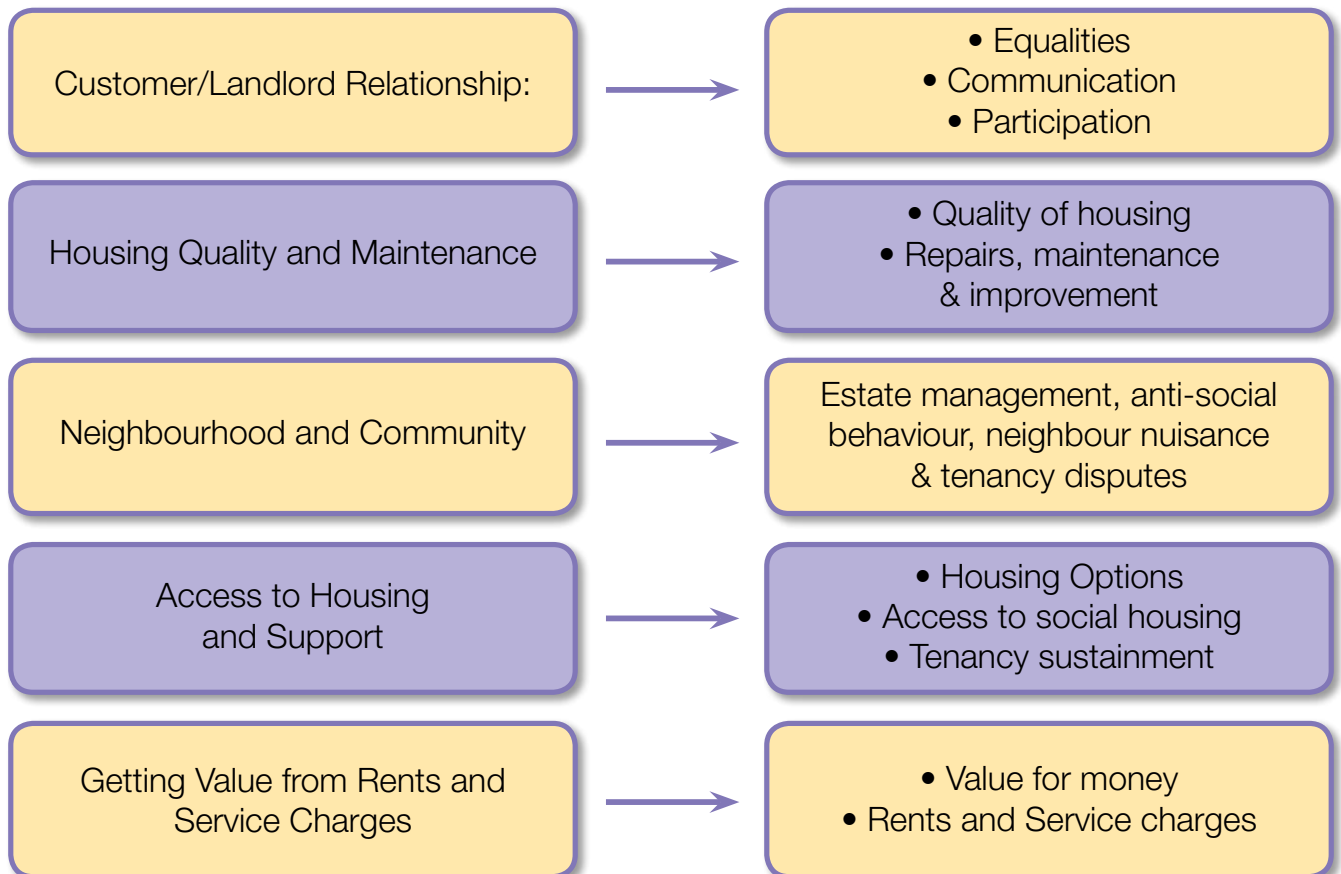 Customer/Landlord Relationship:
• Equalities
• Communication
• Participation
Housing Quality and Maintenance
• Quality of housing
• Repairs, maintenance
& improvement
Neighbourhood and Community
Estate management, anti-social
behaviour, neighbour nuisance
& tenancy disputes
Access to Housing
and Support
• Housing Options
• Access to social housing
• Tenancy sustainment
Getting Value from Rents and
Service Charges
• Value for money
• Rents and Service charges